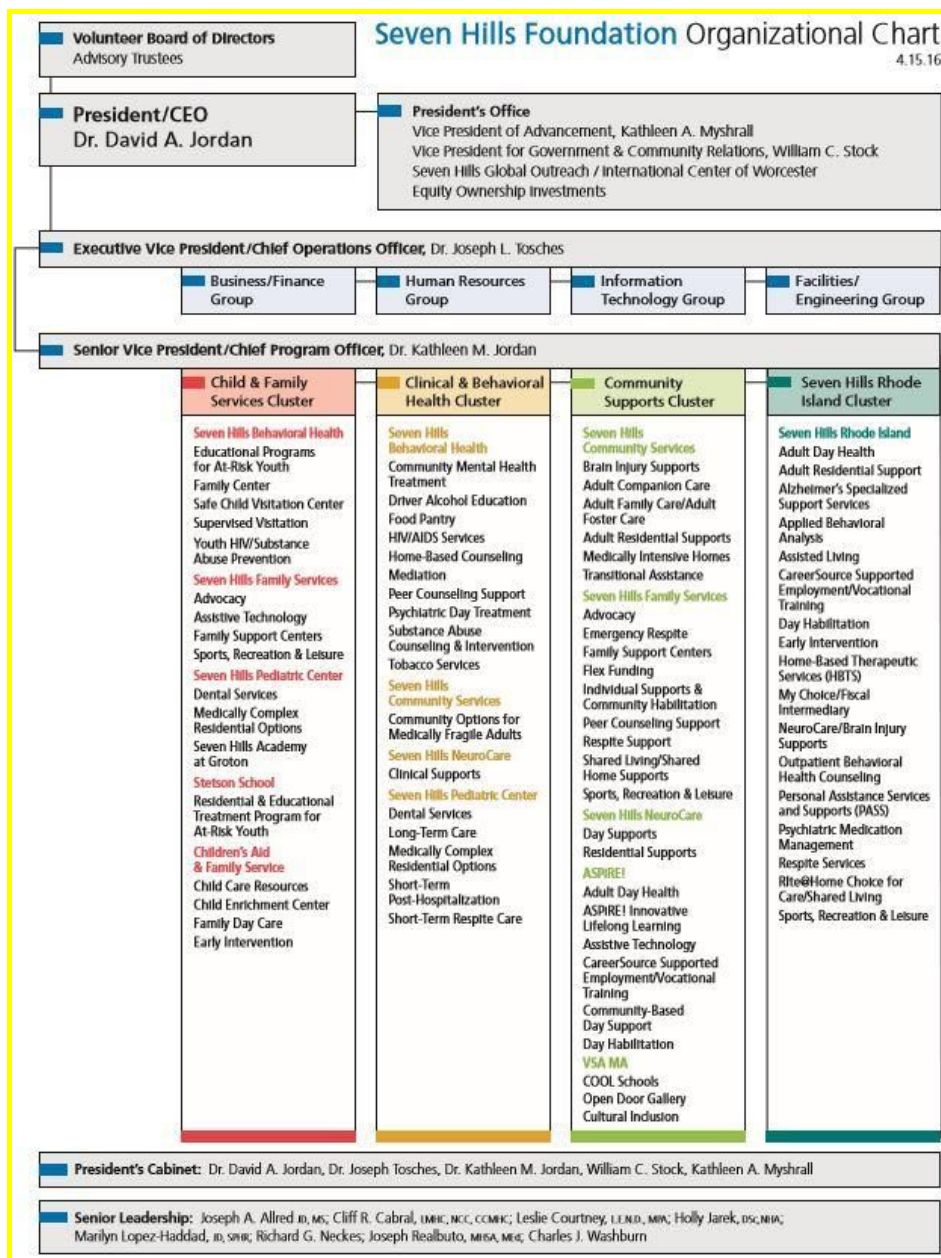 Volunteer Board of Directors
Advisory Trustees
Seven Hills Foundation Organizational Chart
4.15.16
President/CEO
Dr. David A. Jordan
President's Office
Vice President of Advancement, Kathleen A. Myshrall
Vice President for Government & Community Relations, William C. Stock
Seven Hills Global Outreach / International Center of Worcester
Equity Ownership Investments
Executive Vice President/Chief Operations Officer, Dr. Joseph L. Tosches
Business/Finance
Group
Human Resources
Group
Information
Technology Group
Facilities/
Engineering Group
Senior Vice President/Chief Program Officer, Dr. Kathleen M. Jordan
Child & Family
Services Cluster
Seven Hills Behavioral Health
Educational Programs
for At-Risk Youth
Family Center
Safe Child Visitation Center
Supervised Visitation
Youth HIV/Substance
Abuse Prevention
Seven Hills Family Services
Advocacy
Assistive Technology
Family Support Centers
Sports, Recreation & Leisure
Seven Hills Pediatric Center
Dental Services
Medically Complex
Residential Options
Seven Hills Academy
at Groton
Stetson School
Residential & Educational
Treatment Program for
At-Risk Youth
Children's Aid
& Family Service
Child Care Resources
Child Enrichment Center
Family Day Care
Early Intervention
Clinical & Behavioral
Health Cluster
Seven Hills
Behavioral Health
Community Mental Health
Treatment
Driver Alcohol Education
Food Pantry
HIV/AIDS Services
Home-Based Counseling
Mediation
Peer Counseling Support
Psychiatric Day Treatment
Substance Abuse
Counseling & Intervention
Tobacco Services
Seven Hills
Community Services
Community Options for
Medically Fragile Adults
Seven Hills NeuroCare
Clinical Supports
Seven Hills Pediatric Center
Dental Services
Long-Term Care
Medically Complex
Residential Options
Short-Term
Post-Hospitalization
Short-Term Respite Care
Community
Supports Cluster
Seven Hills
Community Services
Brain Injury Supports
Adult Companion Care
Adult Family Care/Adult
Foster Care
Adult Residential Supports
Medically Intensive Homes
Transitional Assistance
Seven Hills Family Services
Advocacy
Emergency Respite
Family Support Centers
Flex Funding
Individual Supports &
Community Habilitation
Peer Counseling Support
Respite Support
Shared Living/Shared
Home Supports
Sports, Recreation & Leisure
Seven Hills NeuroCare
Day Supports
Residential Supports
ASPiRE!
Adult Day Health
ASPiRE! Innovative
Lifelong Learning
Assistive Technology
CareerSource Supported
Employment/Vocational
Training
Community-Based
Day Support
Day Habilitation
VSA MA
COOL Schools
Open Door Gallery
Cultural Inclusion
Seven Hills Rhode
Island Cluster
Seven Hills Rhode Island
Adult Day Health
Adult Residential Support
Alzheimer's Specialized
Support Services
Applied Behavioral
Analysis
Assisted Living
CareerSource Supported
Employment/Vocational
Training
Day Habilitation
Early Intervention
Home-Based Therapeutic
Services (HBTS)
My Choice/Fiscal
Intermediary
NeuroCare/Brain Injury
Supports
Outpatient Behavioral
Health Counseling
Personal Assistance Services
and Supports (PASS)
Psychiatric Medication
Management
Respite Services
RIte@Home Choice for
Care/Shared Living
Sports, Recreation & Leisure
President's Cabinet: Dr. David A. Jordan, Dr. Joseph Tosches, Dr. Kathleen M. Jordan, William C. Stock, Kathleen A. Myshrall
Senior Leadership: Joseph A. Allred JD, MS; Cliff R. Cabral, LMHC, NCC, CCMHC; Leslie Courtney, L.E.N.D., MPA; Holly Jarek, DSC, NHA;
Marilyn Lopez-Haddad, JD, SPHR; Richard G. Neckes; Joseph Realbuto, MHSA, MEd; Charles J. Washburn